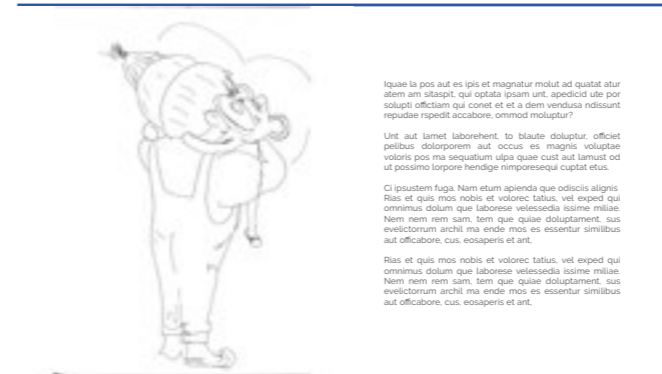 Iquae la pos aut es ipis et magnatur molut ad quatat atur
atem am sitaspit, qui optata ipsam unt, apedicid ute por
solupti offictiam qui conet et et a dem vendusa ndissunt
repudae rspedit accabore, ommod moluptur?
Unt aut lamet laborehent, to blaute doluptur, officiet
pelibus dolorporem aut occus es magnis voluptae
voloris pos ma sequatium ulpa quae cust aut lamust od
ut possimo lorpore hendige nimporesequi cuptat etus.
Ci ipsustem fuga. Nam etum apienda que odisciis alignis
Rias et quis mos nobis et volorec tatius, vel exped qui
omnimus dolum que laborese velessedia issime miliae.
Nem nem rem sam, tem que quiae doluptament, sus
evelictorrum archil ma ende mos es essentur similibus
aut officabore, cus, eosaperis et ant,
Rias et quis mos nobis et volorec tatius, vel exped qui
omnimus dolum que laborese velessedia issime miliae.
Nem nem rem sam, tem que quiae doluptament, sus
evelictorrum archil ma ende mos es essentur similibus
aut officabore, cus, eosaperis et ant,